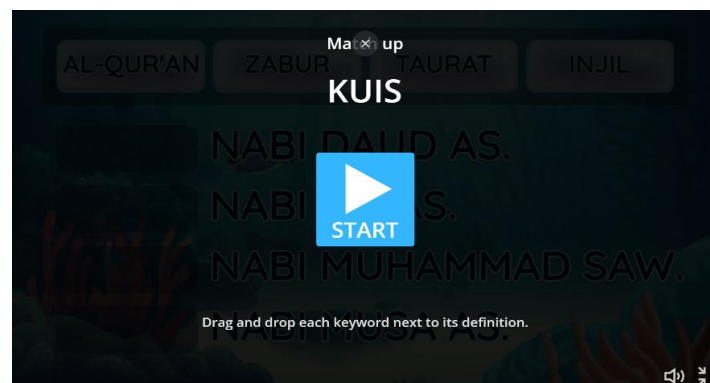 Match up
AL-QUR'AN ZABUR TAURAT INJIL
KUIS
NABI DAUD AS.
NABI AS.
START
NABI MUHAMMAD SAW.
Drag and drop each keyword next to its definition.
NABI MUSA AS.